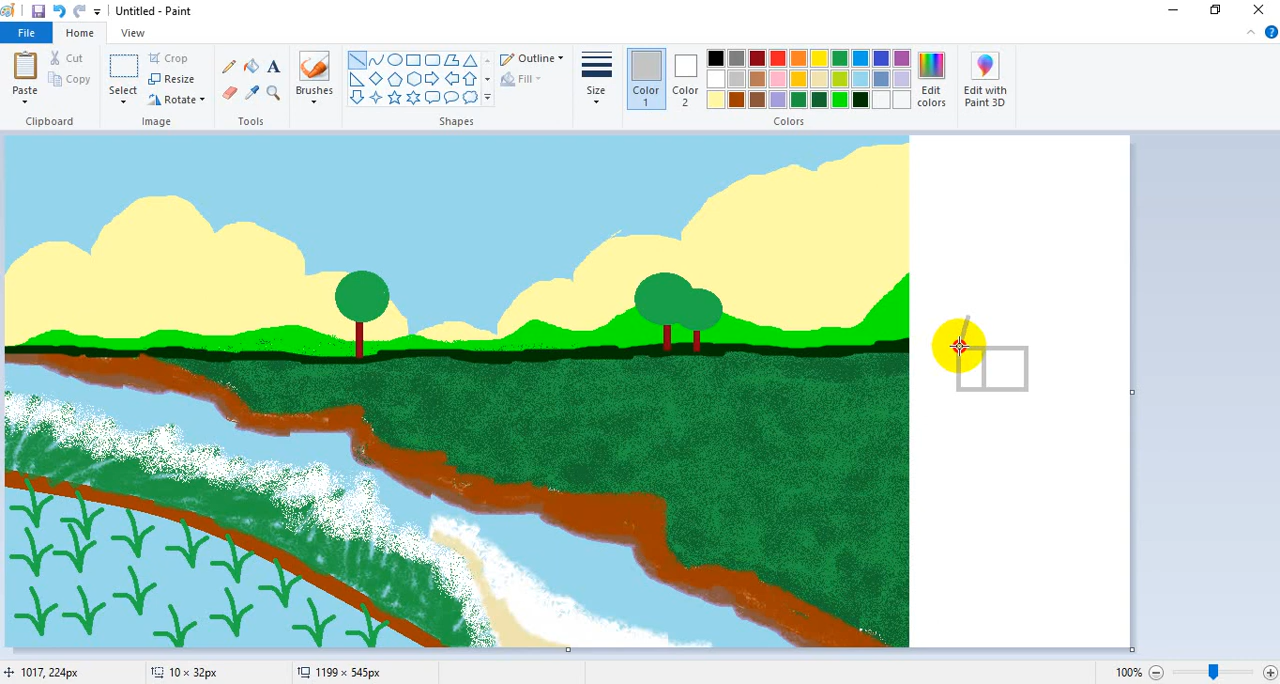 Untitled - Paint
File Home View
Paste Cut Copy Clipboard
Select Crop Resize Rotate Image
A Tools
Brushes
Outline Fill Shapes
Size
Color 1 Color 2 Edit colors Colors
Edit with Paint 3D
1017, 224px 10 × 32px 1199 × 545px 100%